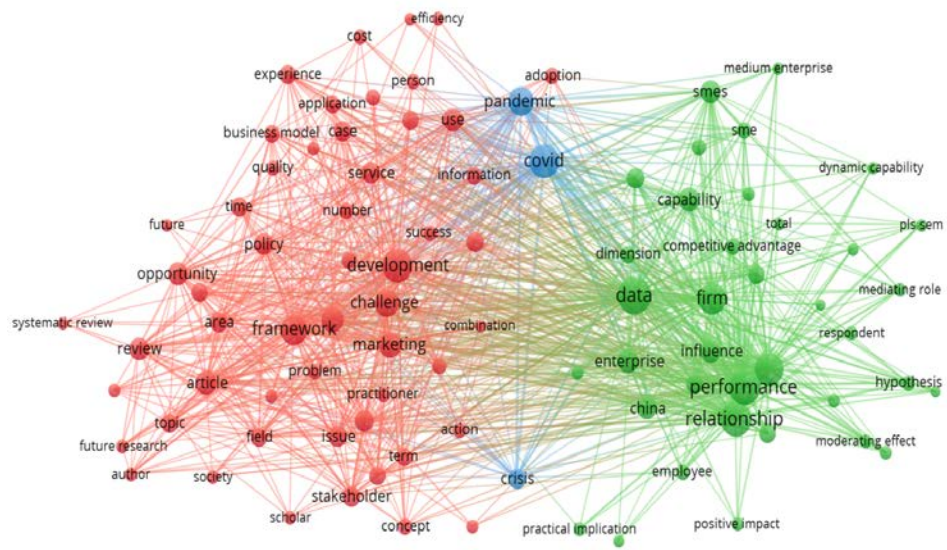 efficiency
cost
experience
person
adoption
medium enterprise
application
pandemic
smes
business model
case
use
sme
quality
service
information
covid
dynamic capability
time
number
capability
future
policy
success
total
pls sem
opportunity
development
dimension
competitive advantage
challenge
data
firm
mediating role
systematic review
area
framework
combination
respondent
review
marketing
enterprise
influence
article
problem
practitioner
performance
hypothesis
china
topic
relationship
future research
field
issue
action
moderating effect
author
society
term
crisis
employee
stakeholder
scholar
concept
practical implication
positive impact